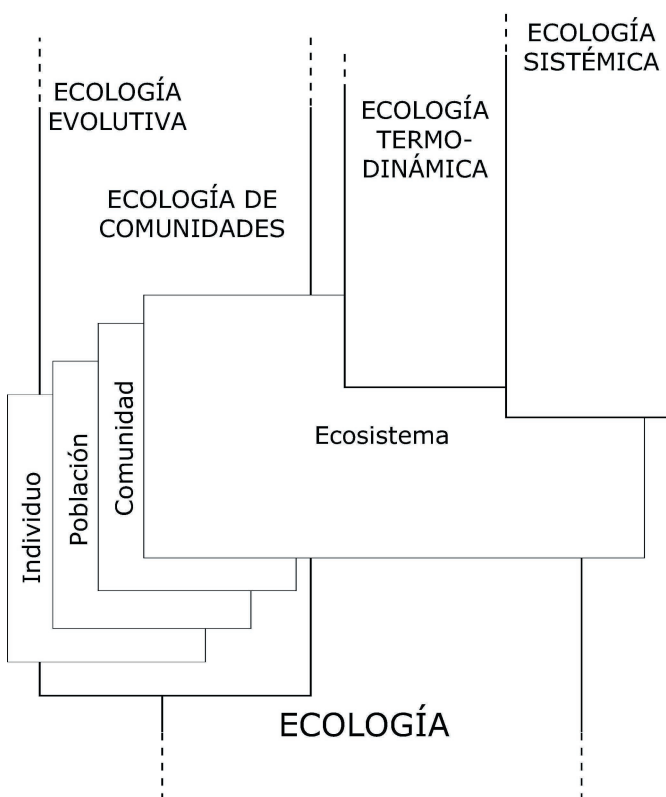 ECOLOGÍA
SISTÉMICA
ECOLOGÍA
EVOLUTIVA
ECOLOGÍA
TERMO-
DINÁMICA
ECOLOGÍA DE
COMUNIDADES
Individuo
Población
Comunidad
Ecosistema
ECOLOGÍA